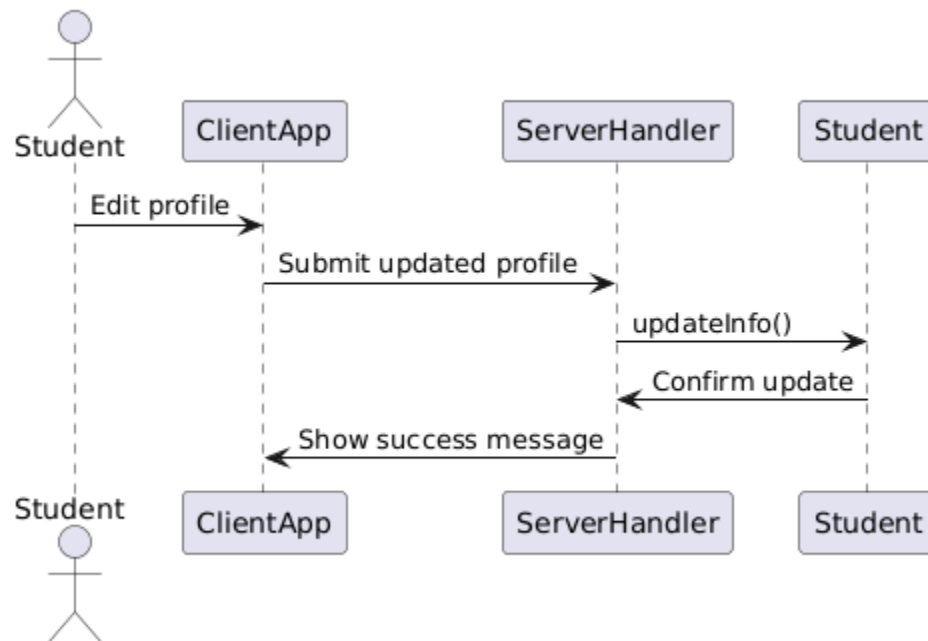 Student
ClientApp
ServerHandler
Student
Edit profile
Submit updated profile
updateInfo()
Confirm update
Show success message
Student
ClientApp
ServerHandler
Student